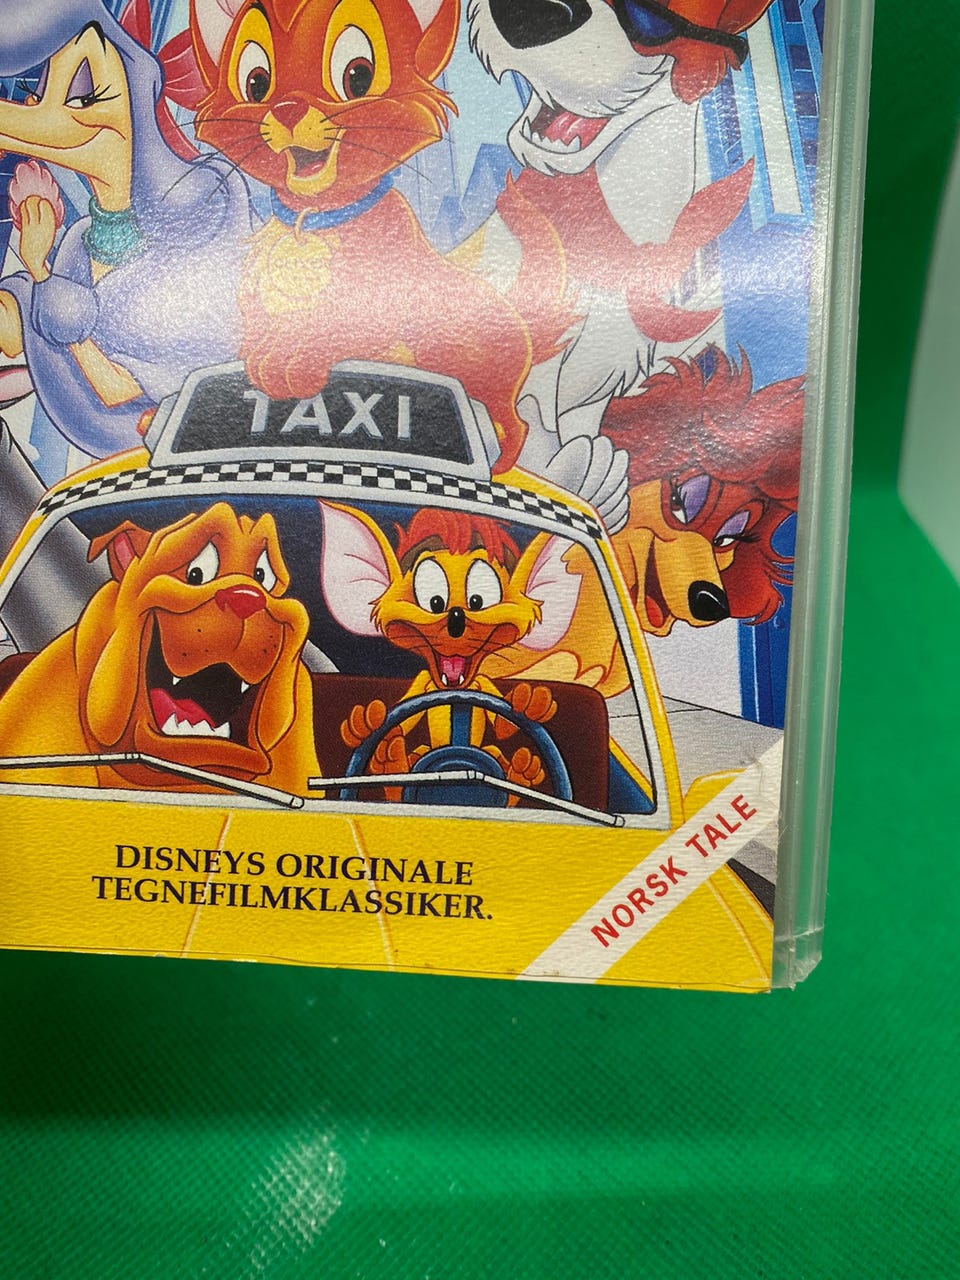 TAXI
DISNEYS ORIGINALE
TEGNEFILMKLASSIKER.
NORSK TALE